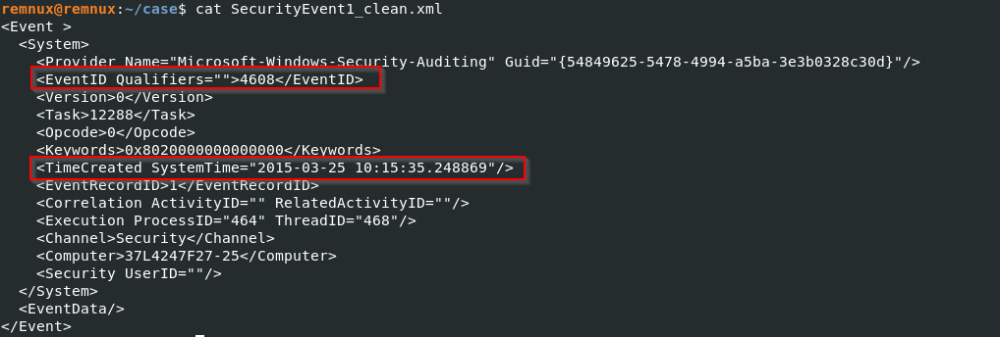 remnux@remnux:~/case$ cat SecurityEvent1_clean.xml
<Event >
  <System>
    <Provider Name="Microsoft-Windows-Security-Auditing" Guid="{54849625-5478-4994-a5ba-3e3b0328c30d}"/>
    <EventID Qualifiers="">4608</EventID>
    <Version>0</Version>
    <Task>12288</Task>
    <Opcode>0</Opcode>
    <Keywords>0x8020000000000000</Keywords>
    <TimeCreated SystemTime="2015-03-25 10:15:35.248869"/>
    <EventRecordID>1</EventRecordID>
    <Correlation ActivityID="" RelatedActivityID=""/>
    <Execution ProcessID="464" ThreadID="468"/>
    <Channel>Security</Channel>
    <Computer>37L4247F27-25</Computer>
    <Security UserID=""/>
  </System>
  <EventData/>
</Event>